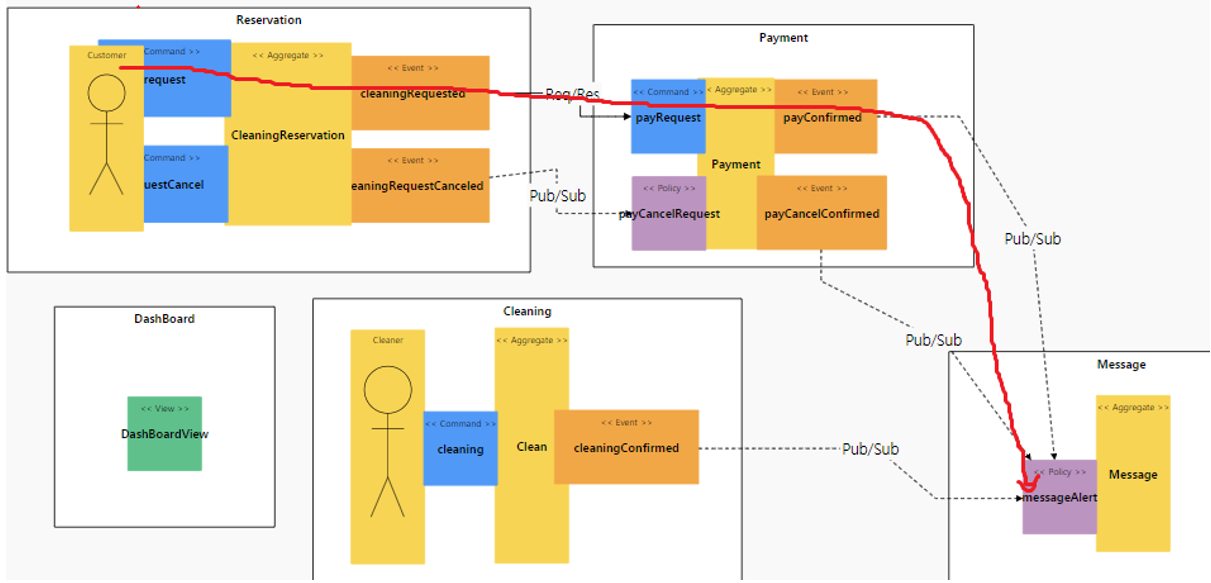 Reservation
Customer
Command >>
request
<< Aggregate >>
CleaningReservation
<< Event >>
cleaningRequested
Command >>
uestCancel
<< Event >>
eaningRequestCanceled
Req/Res
Pub/Sub
Payment
<< Command >>
payRequest
< Aggregate >>
Payment
<< Event >>
payConfirmed
<< Policy >>
payCancelRequest
<< Event >>
payCancelConfirmed
Pub/Sub
Pub/Sub
DashBoard
<< View >>
DashBoardView
Cleaning
Cleaner
<< Command >>
cleaning
<< Aggregate >>
Clean
<< Event >>
cleaningConfirmed
Pub/Sub
Message
<< Aggregate >>
Message
<< Policy >>
messageAlert